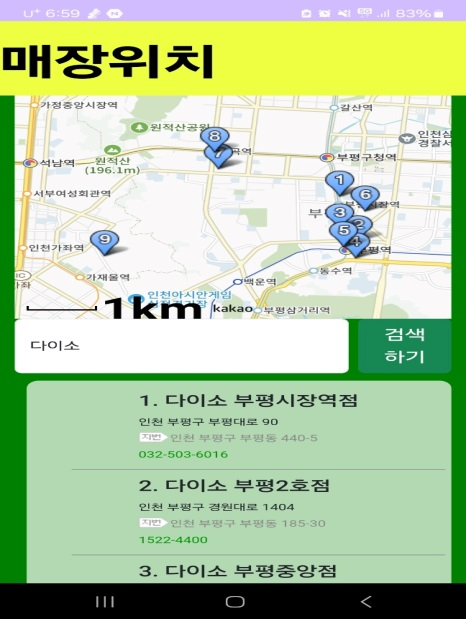 U+ 6:59
5G 83%
매장위치
가정중앙시장역
갈산역
원적산공원
인천삼
경찰서
8
7
석남역
원적산
(196.1m)
부평구청역
1
6
서부여성회관역
3
2
부
5
4
부평역
인천가좌역
9
IC
가재울역
동수역
백운역
인천아시안게임
1km
kakao
부평삼거리역
다이소
검색
하기
1. 다이소 부평시장역점
인천 부평구 부평대로 90
지번 인천 부평구 부평동 440-5
032-503-6016
2. 다이소 부평2호점
인천 부평구 경원대로 1404
지번 인천 부평구 부평동 185-30
1522-4400
3. 다이소 부평중앙점